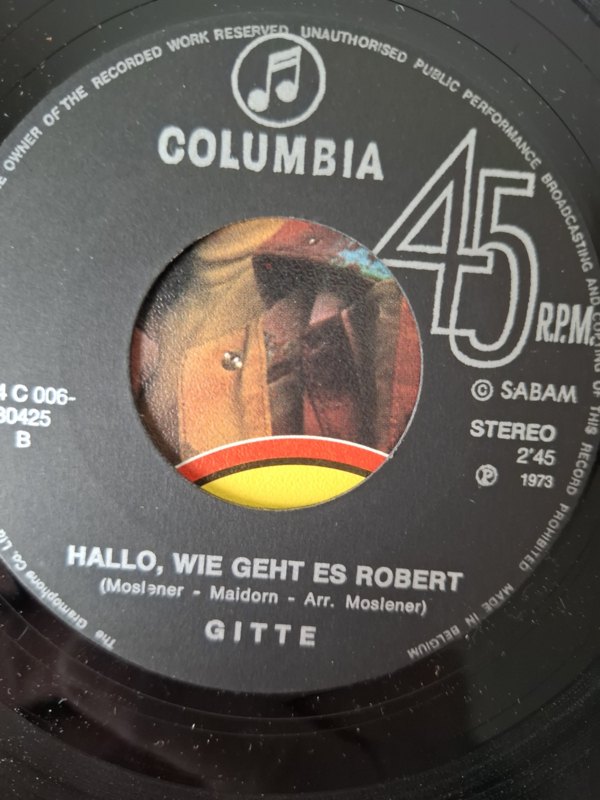 OWNER OF THE RECORDED WORK RESERVED UNAUTHORISED PUBLIC PERFORMANCE BROADCASTING AND COPYING OF THIS RECORD PROHIBITED MADE IN BELGIUM
COLUMBIA
45
R.P.M.
4 C 006-
30425
B
© SABAM
STEREO
2'45
Ⓟ 1973
HALLO, WIE GEHT ES ROBERT
(Moslener - Maidorn - Arr. Moslener)
GITTE
The Gramophone Co. Ltd